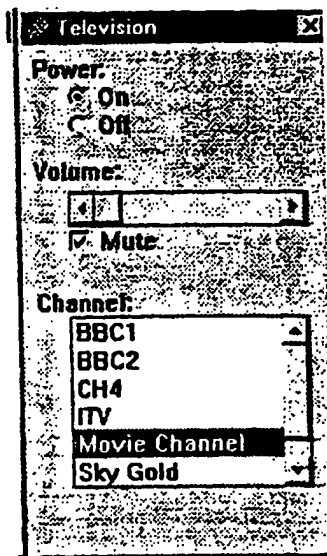 Television
Power:
On
Off
Volume:
Mute
Channel:
BBC1
BBC2
CH4
ITV
Movie Channel
Sky Gold